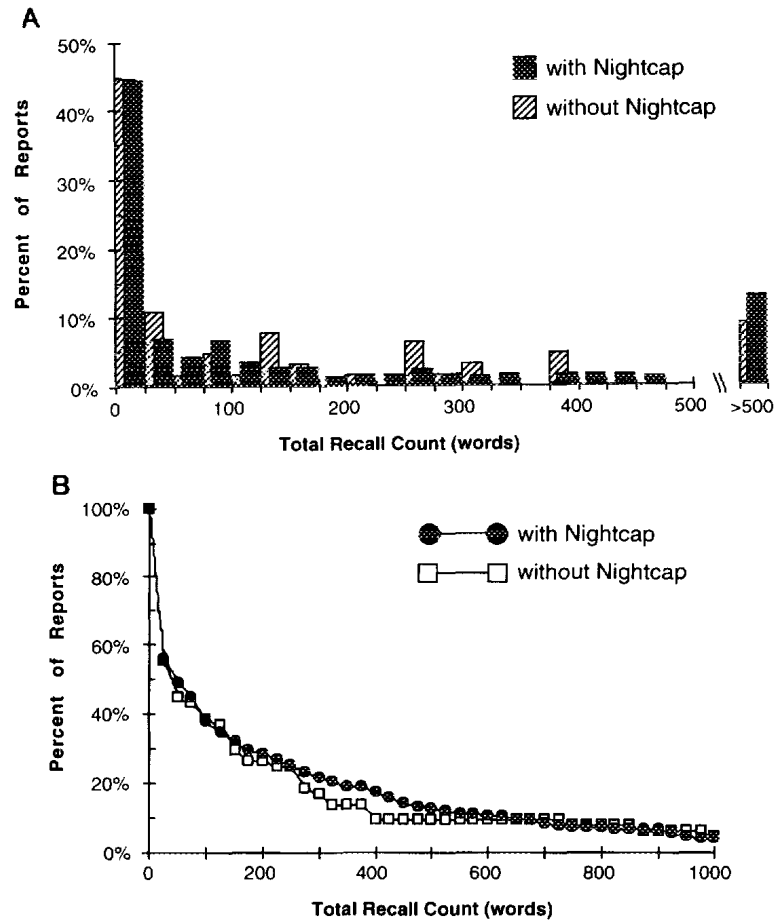 A
50%
40%
30%
20%
10%
0%
Percent of Reports
with Nightcap
without Nightcap
0 100 200 300 400 500 >500
Total Recall Count (words)
B
100%
80%
60%
40%
20%
0%
Percent of Reports
with Nightcap
without Nightcap
0 200 400 600 800 1000
Total Recall Count (words)